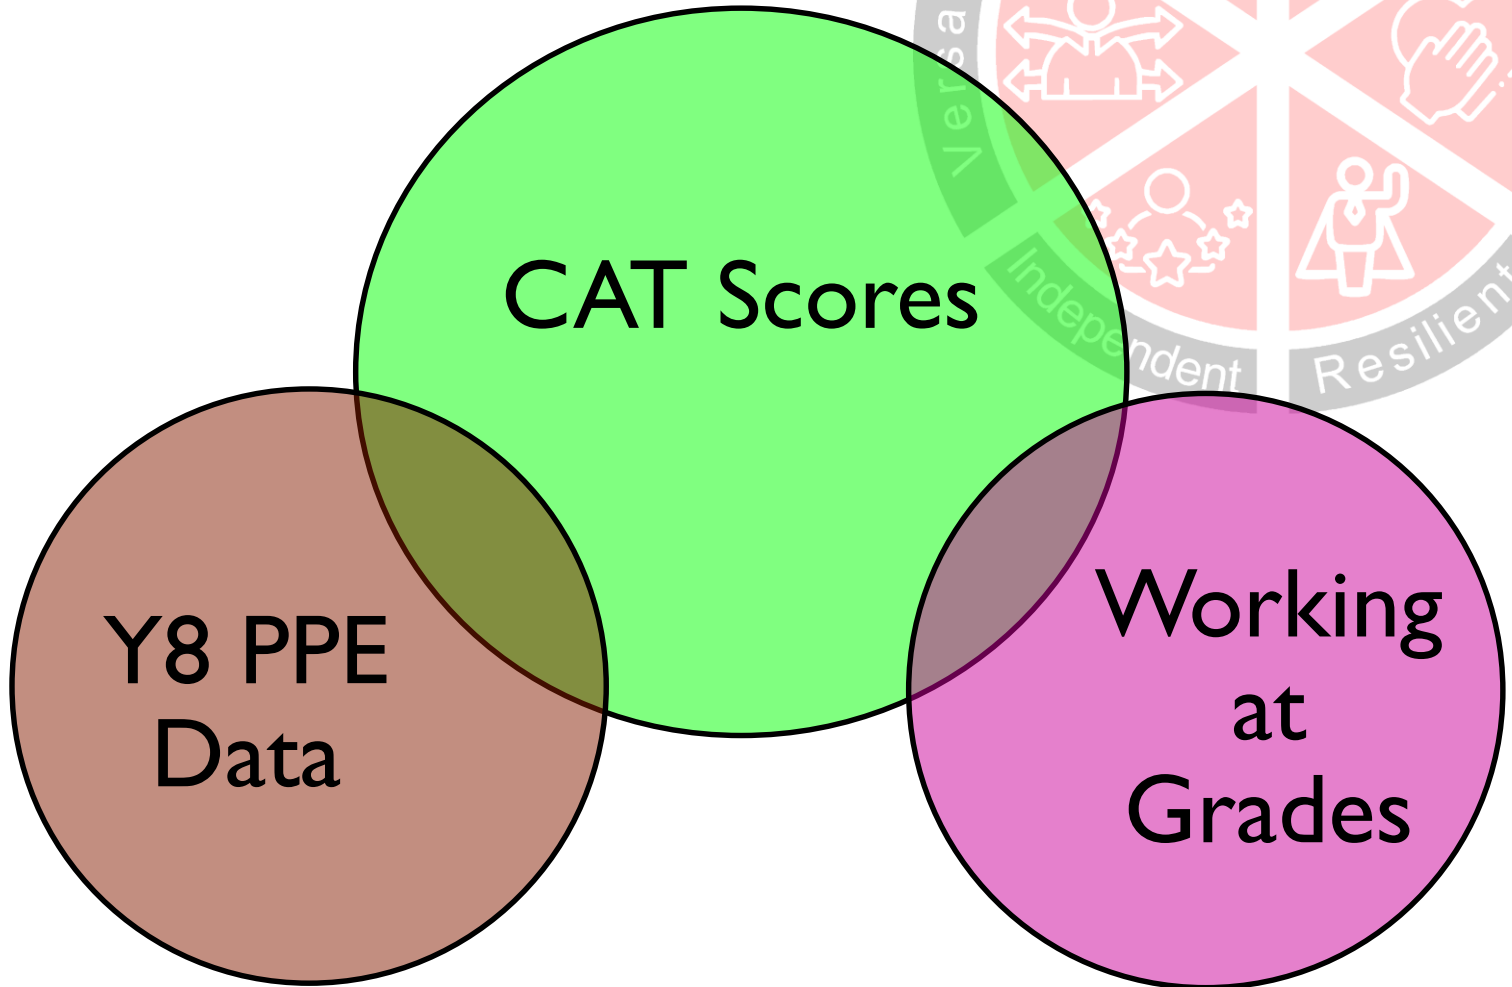 CAT Scores
Y8 PPE
Data
Working
at
Grades
Versa
Independent
Resilient